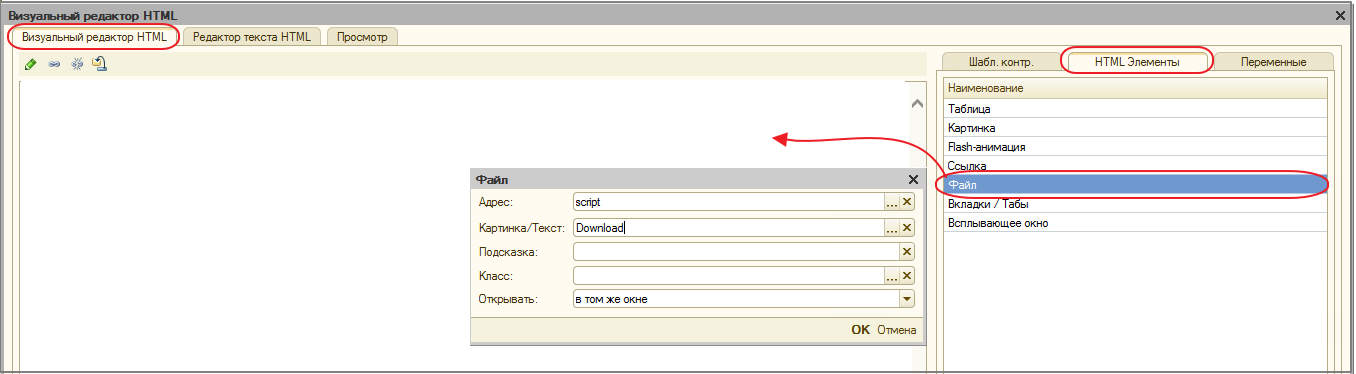 Визуальный редактор HTML
Визуальный редактор HTML Редактор текста HTML Просмотр
Шабл. контр. HTML Элементы Переменные
Наименование
Таблица
Картинка
Flash-анимация
Ссылка
Файл
Вкладки / Табы
Всплывающее окно
Файл
Адрес: script ...
Картинка/Текст: Download ...
Подсказка:
Класс: ...
Открывать: в том же окне
OK Отмена